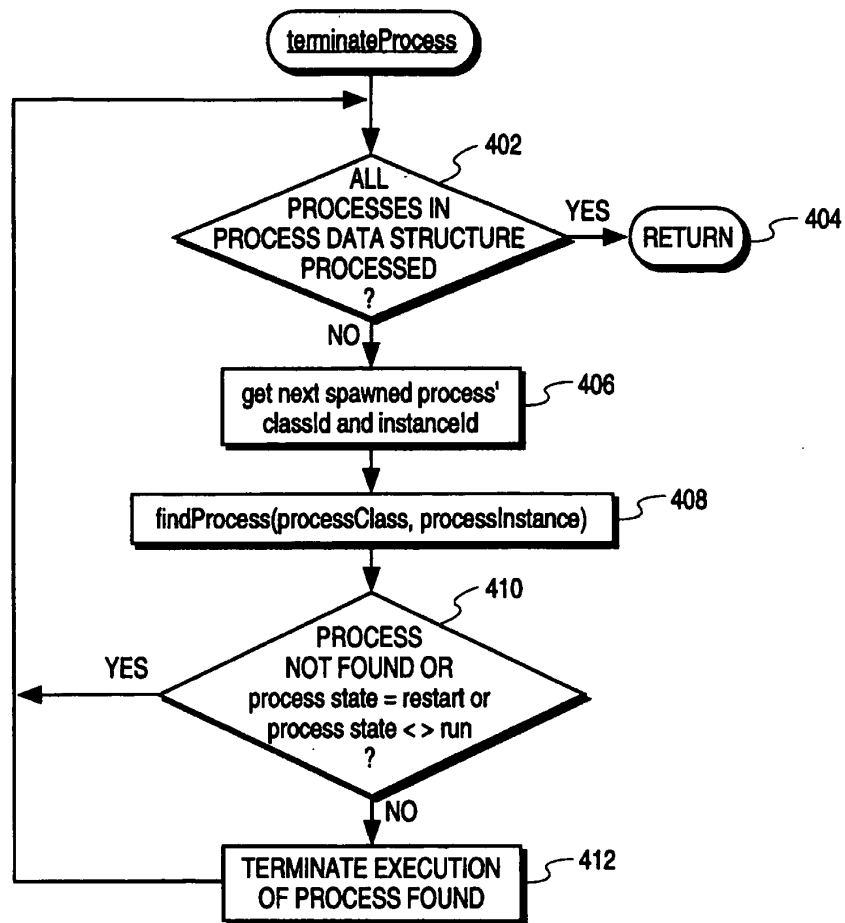 terminateProcess
402
ALL
PROCESSES IN
PROCESS DATA STRUCTURE
PROCESSED
?
YES
RETURN
404
NO
get next spawned process'
classId and instanceId
406
findProcess(processClass, processInstance)
408
410
PROCESS
NOT FOUND OR
process state = restart or
process state < > run
?
YES
NO
TERMINATE EXECUTION
OF PROCESS FOUND
412